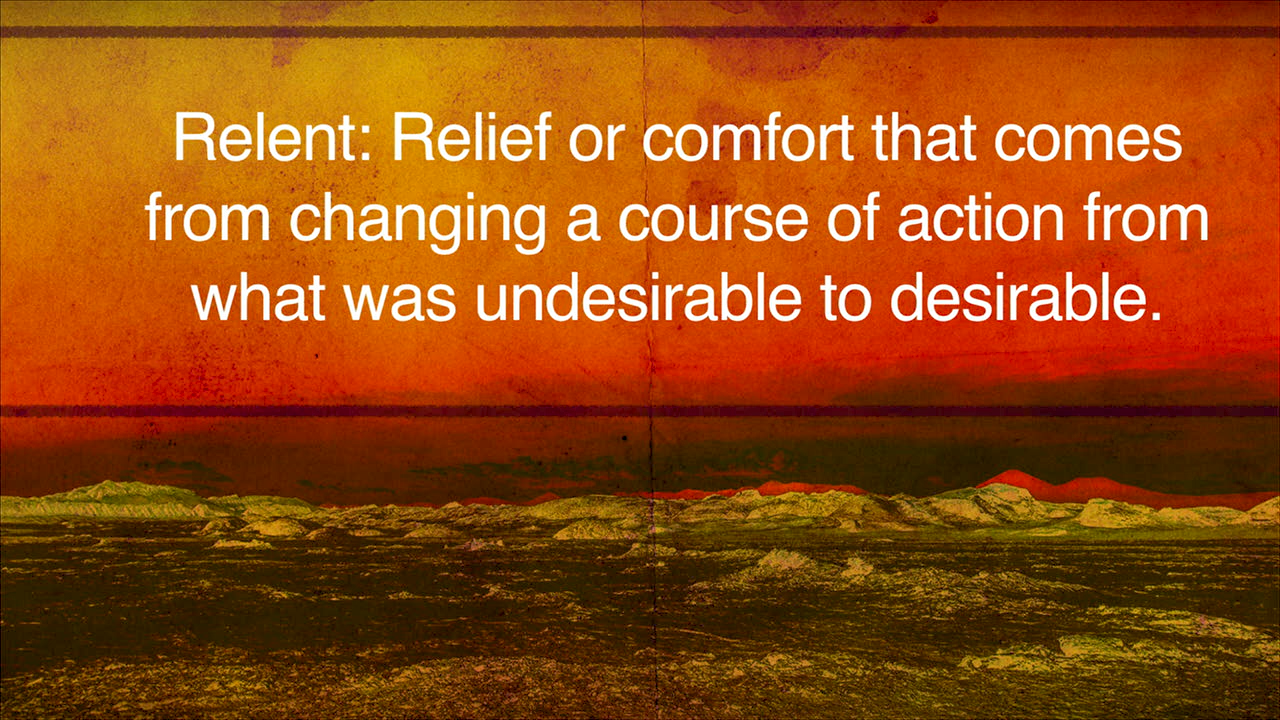 Relent: Relief or comfort that comes
from changing a course of action from
what was undesirable to desirable.